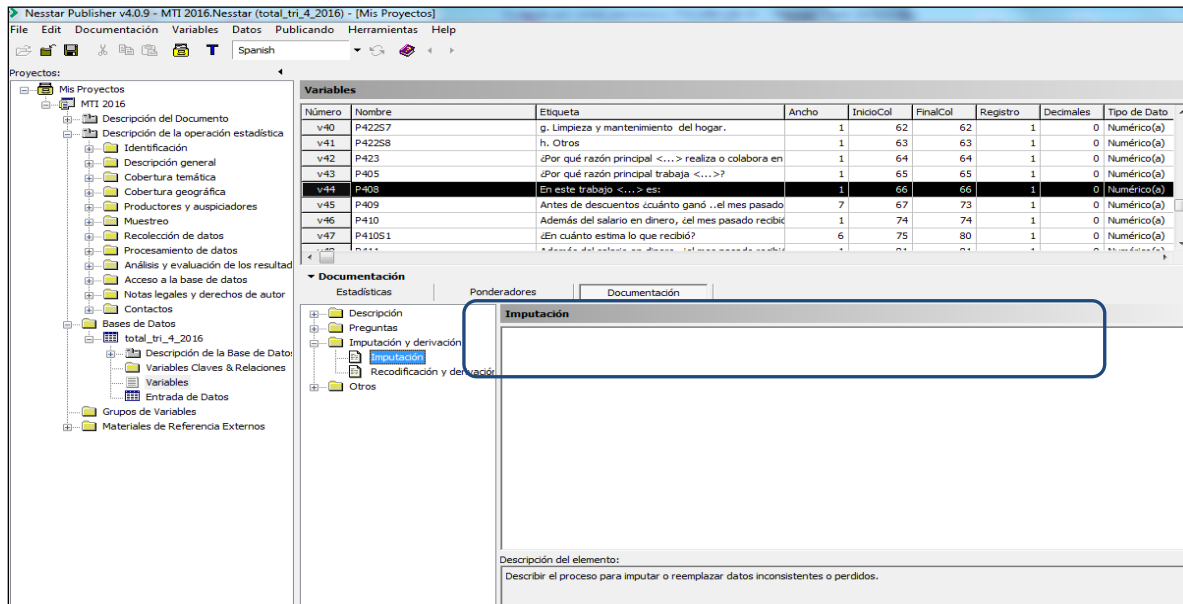 Nesstar Publisher v4.0.9 - MTI 2016.Nesstar (total_tri_4_2016) - [Mis Proyectos]
File Edit Documentación Variables Datos Publicando Herramientas Help
T Spanish
Proyectos:
Mis Proyectos
MTI 2016
Descripción del Documento
Descripción de la operación estadística
Identificación
Descripción general
Cobertura temática
Cobertura geográfica
Productores y auspiciadores
Muestreo
Recolección de datos
Procesamiento de datos
Análisis y evaluación de los resultad
Acceso a la base de datos
Notas legales y derechos de autor
Contactos
Bases de Datos
total_tri_4_2016
Descripción de la Base de Datos
Variables Claves & Relaciones
Variables
Entrada de Datos
Grupos de Variables
Materiales de Referencia Externos
Variables
Número Nombre Etiqueta Ancho InicioCol FinalCol Registro Decimales Tipo de Dato
v40 P422S7 g. Limpieza y mantenimiento del hogar. 1 62 62 1 0 Numérico(a)
v41 P422S8 h. Otros 1 63 63 1 0 Numérico(a)
v42 P423 ¿Por qué razón principal <...> realiza o colabora en 1 64 64 1 0 Numérico(a)
v43 P405 ¿Por qué razón principal trabaja <...>? 1 65 65 1 0 Numérico(a)
v44 P408 En este trabajo <...> es: 1 66 66 1 0 Numérico(a)
v45 P409 Antes de descuentos ¿cuánto ganó ..el mes pasado 7 67 73 1 0 Numérico(a)
v46 P410 Además del salario en dinero, ¿el mes pasado recibió 1 74 74 1 0 Numérico(a)
v47 P410S1 ¿En cuánto estima lo que recibió? 6 75 80 1 0 Numérico(a)
Documentación
Estadísticas Ponderadores Documentación
Descripción
Preguntas
Imputación y derivación
Imputación
Recodificación y derivación
Otros
Imputación
Descripción del elemento:
Describir el proceso para imputar o reemplazar datos inconsistentes o perdidos.